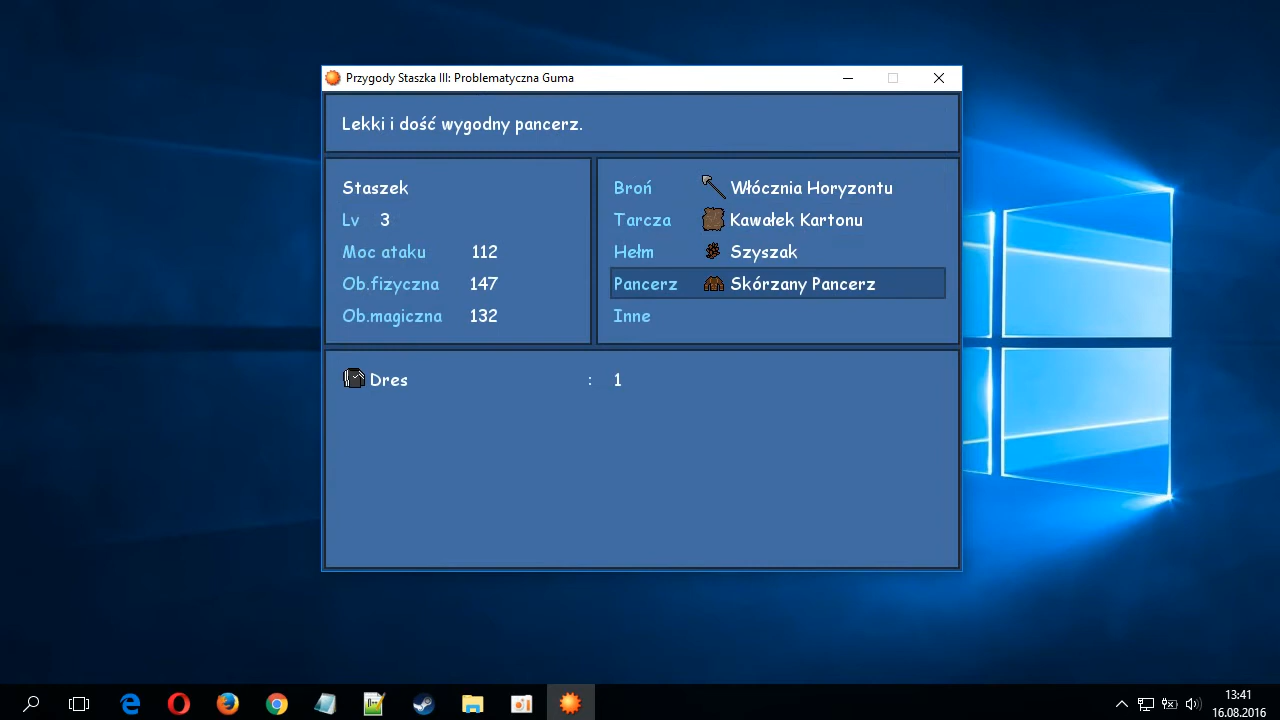 Przygody Staszka III: Problematyczna Guma
Lekki i dość wygodny pancerz.
Staszek
Lv 3
Moc ataku 112
Ob.fizyczna 147
Ob.magiczna 132
Broń Włócznia Horyzontu
Tarcza Kawałek Kartonu
Hełm Szyszak
Pancerz Skórzany Pancerz
Inne
Dres : 1
13:41
16.08.2016